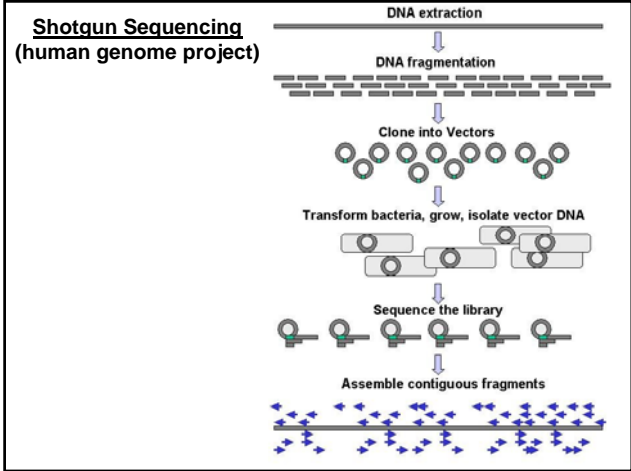 Shotgun Sequencing
(human genome project)
DNA extraction
DNA fragmentation
Clone into Vectors
Transform bacteria, grow, isolate vector DNA
Sequence the library
Assemble contiguous fragments